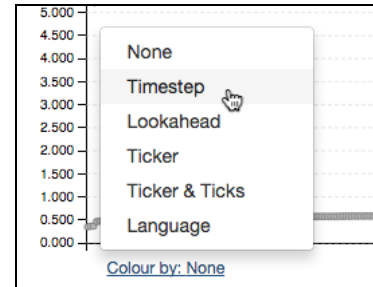 5.000
4.500
4.000
3.500
3.000
2.500
2.000
1.500
1.000
0.500
0.000
None
Timestep
Lookahead
Ticker
Ticker & Ticks
Language
Colour by: None